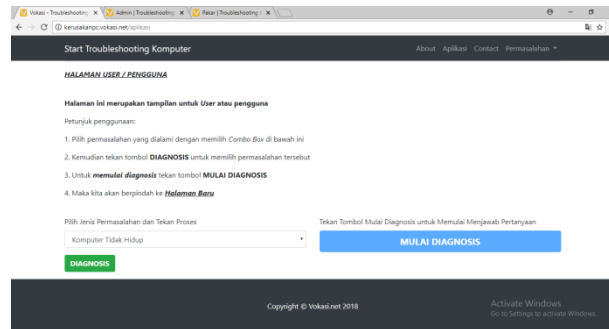 Vokasi - Troubleshooting
Admin | Troubleshooting
Pakar | Troubleshooting
kerusakanpc.vokasi.net/aplikasi
Start Troubleshooting Komputer
About Aplikasi Contact Permasalahan
HALAMAN USER / PENGGUNA
Halaman ini merupakan tampilan untuk User atau pengguna
Petunjuk penggunaan:
1. Pilih permasalahan yang dialami dengan memilih Combo Box di bawah ini
2. Kemudian tekan tombol DIAGNOSIS untuk memilih permasalahan tersebut
3. Untuk memulai diagnosis tekan tombol MULAI DIAGNOSIS
4. Maka kita akan berpindah ke Halaman Baru
Pilih Jenis Permasalahan dan Tekan Proses
Komputer Tidak Hidup
DIAGNOSIS
Tekan Tombol Mulai Diagnosis untuk Memulai Menjawab Pertanyaan
MULAI DIAGNOSIS
Copyright © Vokasi.net 2018
Activate Windows
Go to Settings to activate Windows.